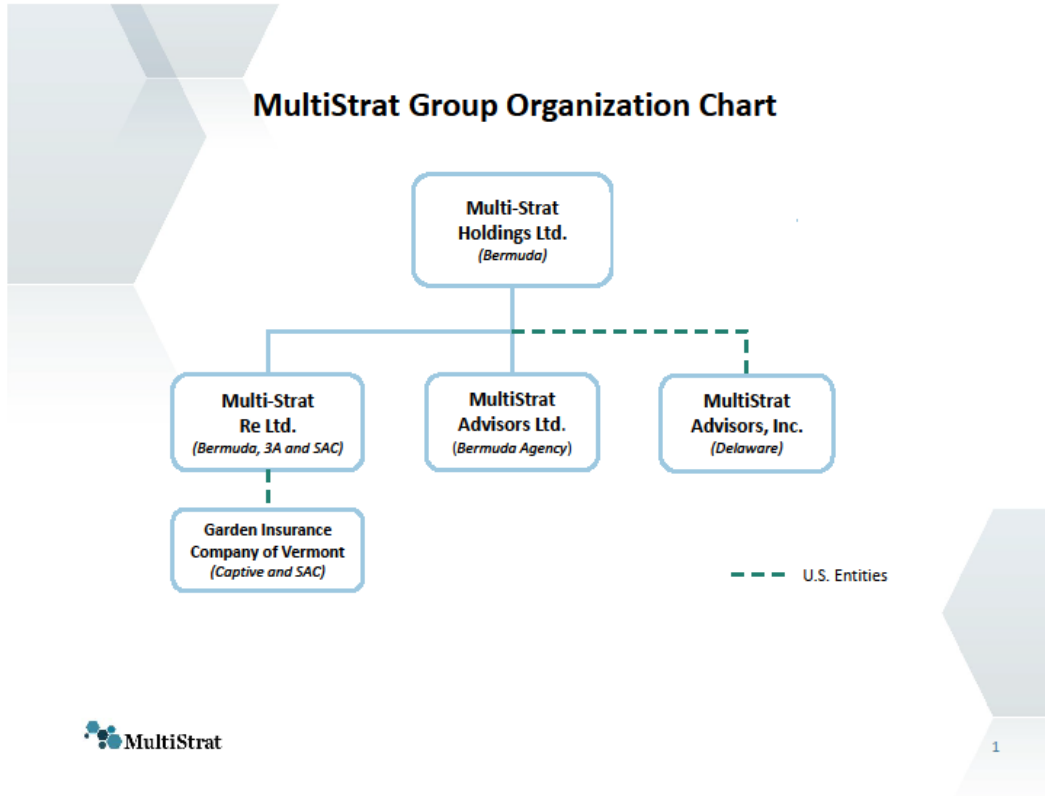 MultiStrat Group Organization Chart
Multi-Strat
Holdings Ltd.
(Bermuda)
Multi-Strat
Re Ltd.
(Bermuda, 3A and SAC)
MultiStrat
Advisors Ltd.
(Bermuda Agency)
MultiStrat
Advisors, Inc.
(Delaware)
Garden Insurance
Company of Vermont
(Captive and SAC)
U.S. Entities
MultiStrat
1